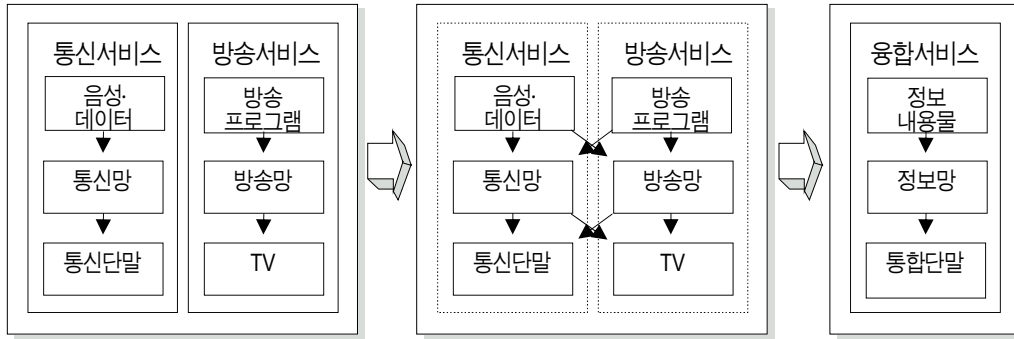 통신서비스
음성·
데이터
통신망
통신단말
방송서비스
방송
프로그램
방송망
TV
통신서비스
음성·
데이터
통신망
통신단말
방송서비스
방송
프로그램
방송망
TV
융합서비스
정보
내용물
정보망
통합단말